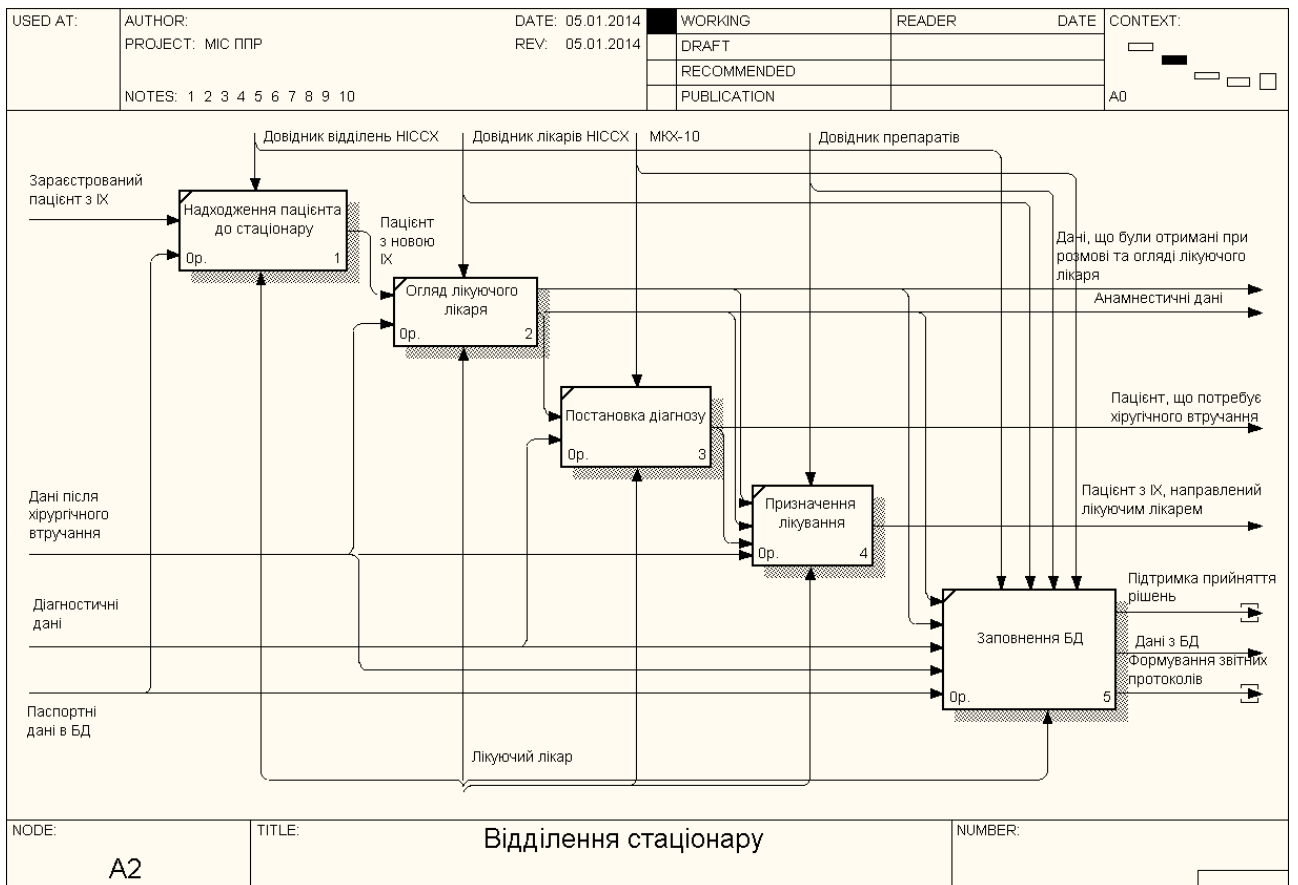 USED AT:
AUTHOR:
DATE: 05.01.2014
WORKING
READER
DATE
CONTEXT:
PROJECT: МІС ППР
REV: 05.01.2014
DRAFT
RECOMMENDED
NOTES: 1 2 3 4 5 6 7 8 9 10
PUBLICATION
A0
Довідник відділень НІССХ
Довідник лікарів НІССХ
МКХ-10
Довідник препаратів
Зараєстрований
пацієнт з ІХ
Надходження пацієнта
до стаціонару
0р.
1
Пацієнт
з новою
ІХ
Дані, що були отримані при
розмові та огляді лікуючого
лікаря
Анамнестичні дані
Огляд лікуючого
лікаря
0р.
2
Пацієнт, що потребує
хіругічного втручання
Постановка діагнозу
0р.
3
Дані після
хірургічного
втручання
Призначення
лікування
0р.
4
Пацієнт з ІХ, направлений
лікуючим лікарем
Діагностичні
дані
Підтримка прийняття
рішень
Заповнення БД
0р.
5
Дані з БД
Формування звітних
протоколів
Паспортні
дані в БД
Лікуючий лікар
NODE:
TITLE:
NUMBER:
A2
Відділення стаціонару